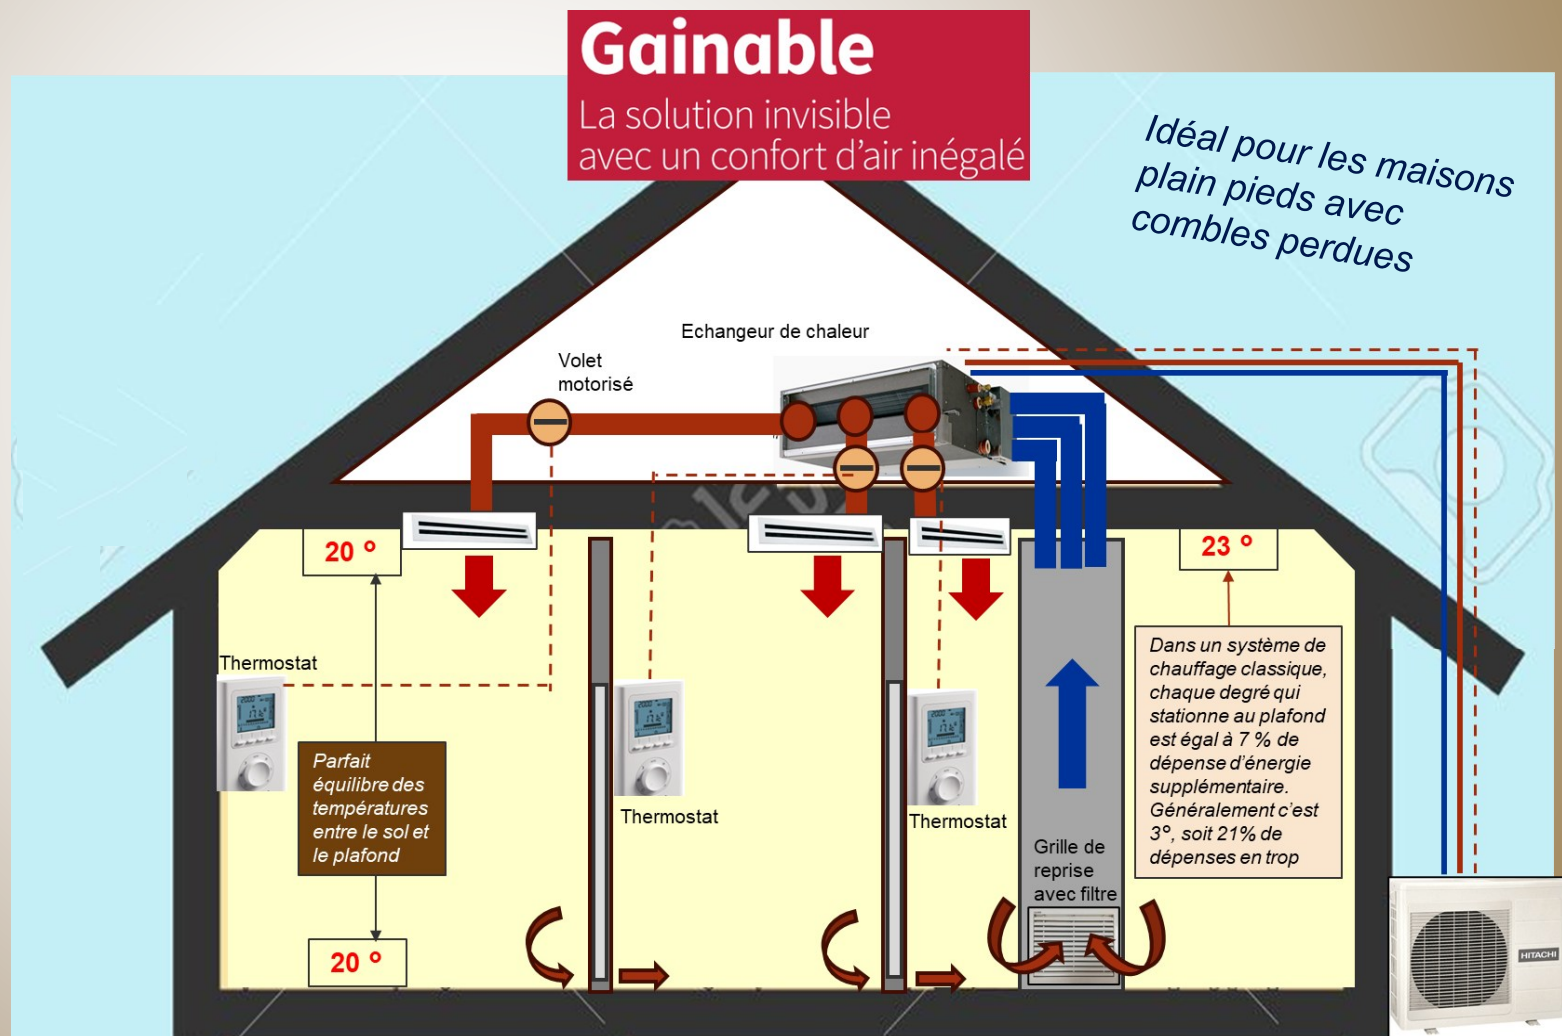 Gainable
La solution invisible
avec un confort d'air inégalé
Idéal pour les maisons
plain pieds avec
combles perdues
Echangeur de chaleur
Volet
motorisé
20 °
23 °
Thermostat
Dans un système de
chauffage classique,
chaque degré qui
stationne au plafond
est égal à 7 % de
dépense d'énergie
supplémentaire.
Généralement c'est
3°, soit 21% de
dépenses en trop
Parfait
équilibre des
températures
entre le sol et
le plafond
Thermostat
Thermostat
Grille de
reprise
avec filtre
20 °
HITACHI